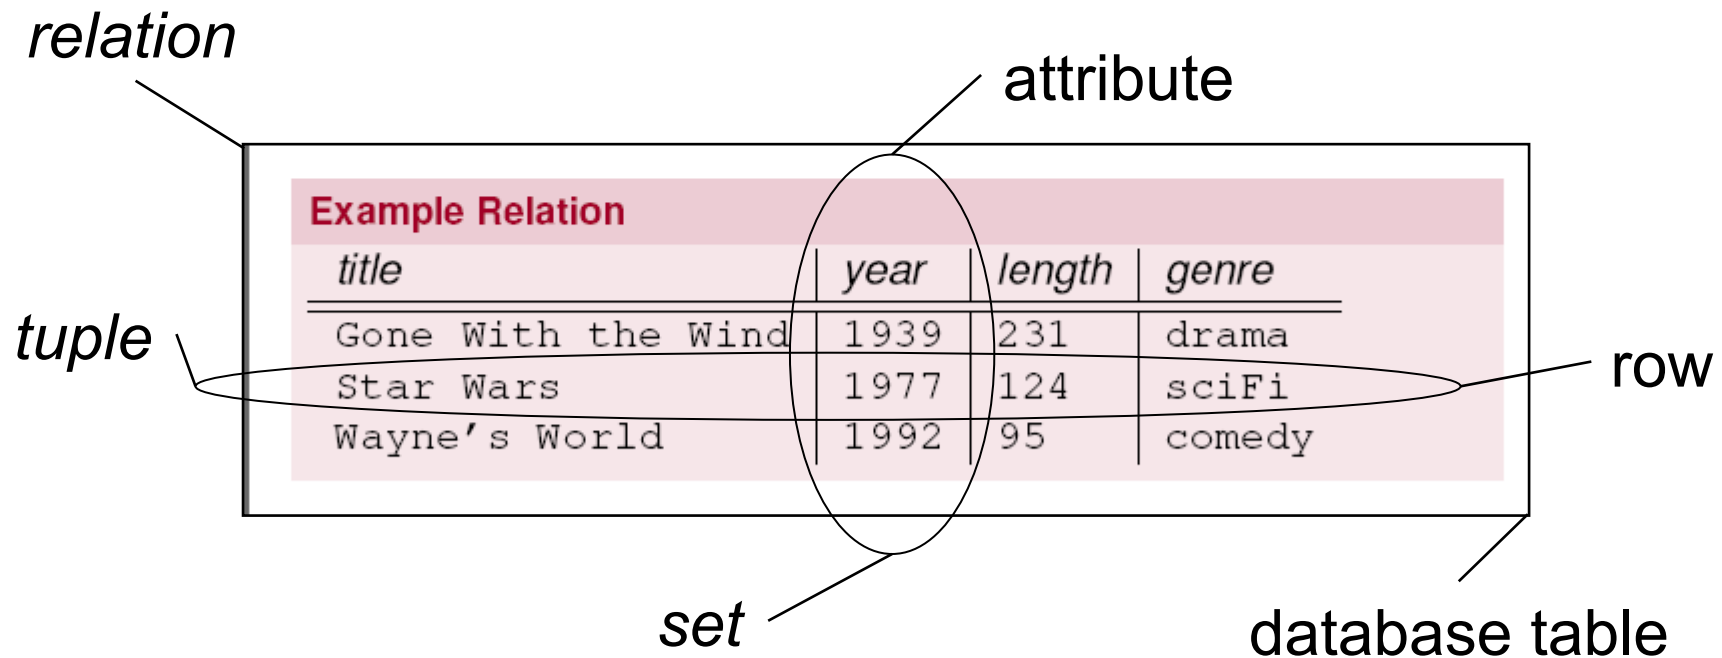 relation
attribute
Example Relation
title year length genre
tuple
Gone With the Wind 1939 231 drama
row
Star Wars 1977 124 sciFi
Wayne’s World 1992 95 comedy
set
database table